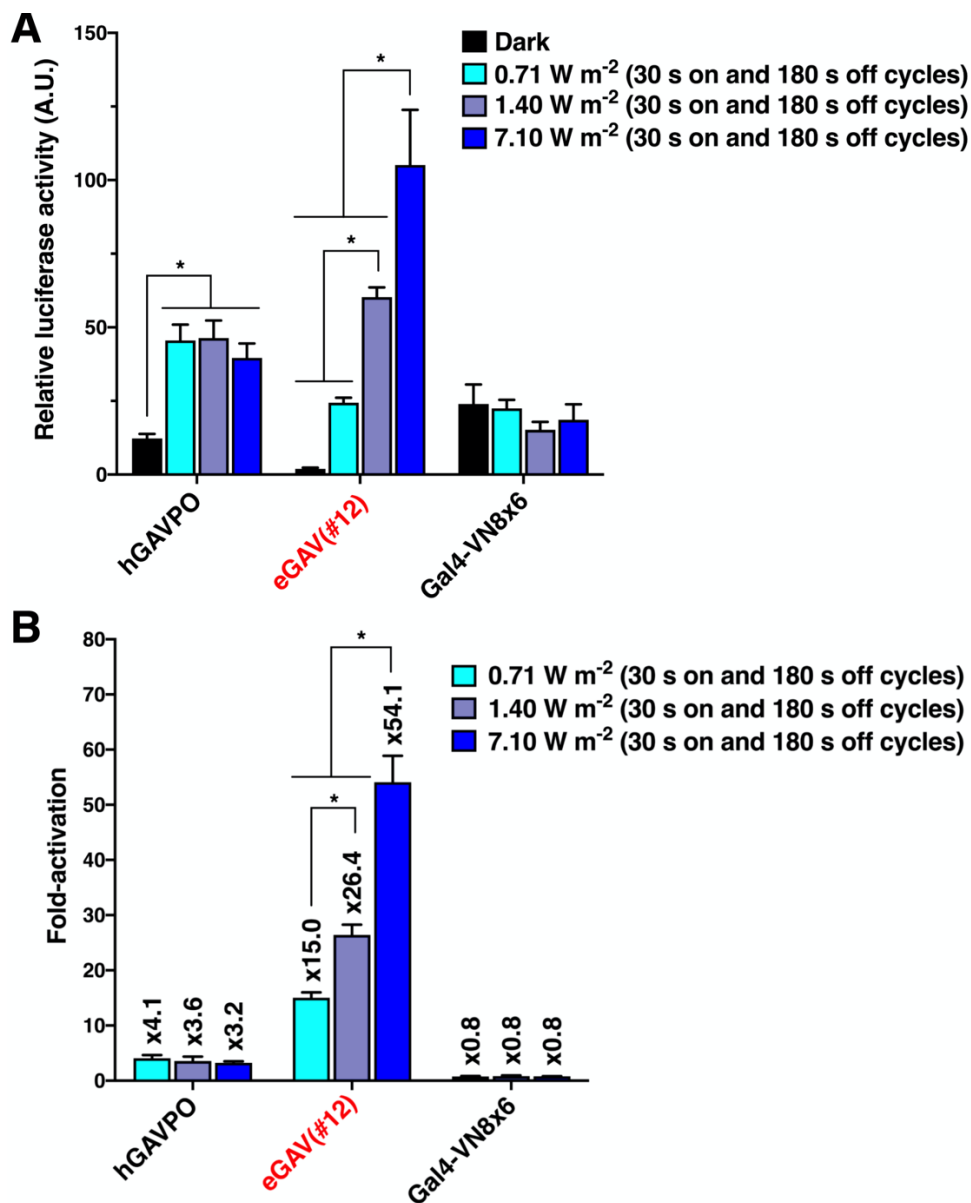 A
150
100
50
0
Relative luciferase activity (A.U.)
Dark
0.71 W m⁻² (30 s on and 180 s off cycles)
1.40 W m⁻² (30 s on and 180 s off cycles)
7.10 W m⁻² (30 s on and 180 s off cycles)
*
*
*
hGAVPO
eGAV(#12)
Gal4-VN8x6
B
80
70
60
50
40
30
20
10
0
Fold-activation
0.71 W m⁻² (30 s on and 180 s off cycles)
1.40 W m⁻² (30 s on and 180 s off cycles)
7.10 W m⁻² (30 s on and 180 s off cycles)
*
*
x4.1
x3.6
x3.2
x15.0
x26.4
x54.1
x0.8
x0.8
x0.8
hGAVPO
eGAV(#12)
Gal4-VN8x6